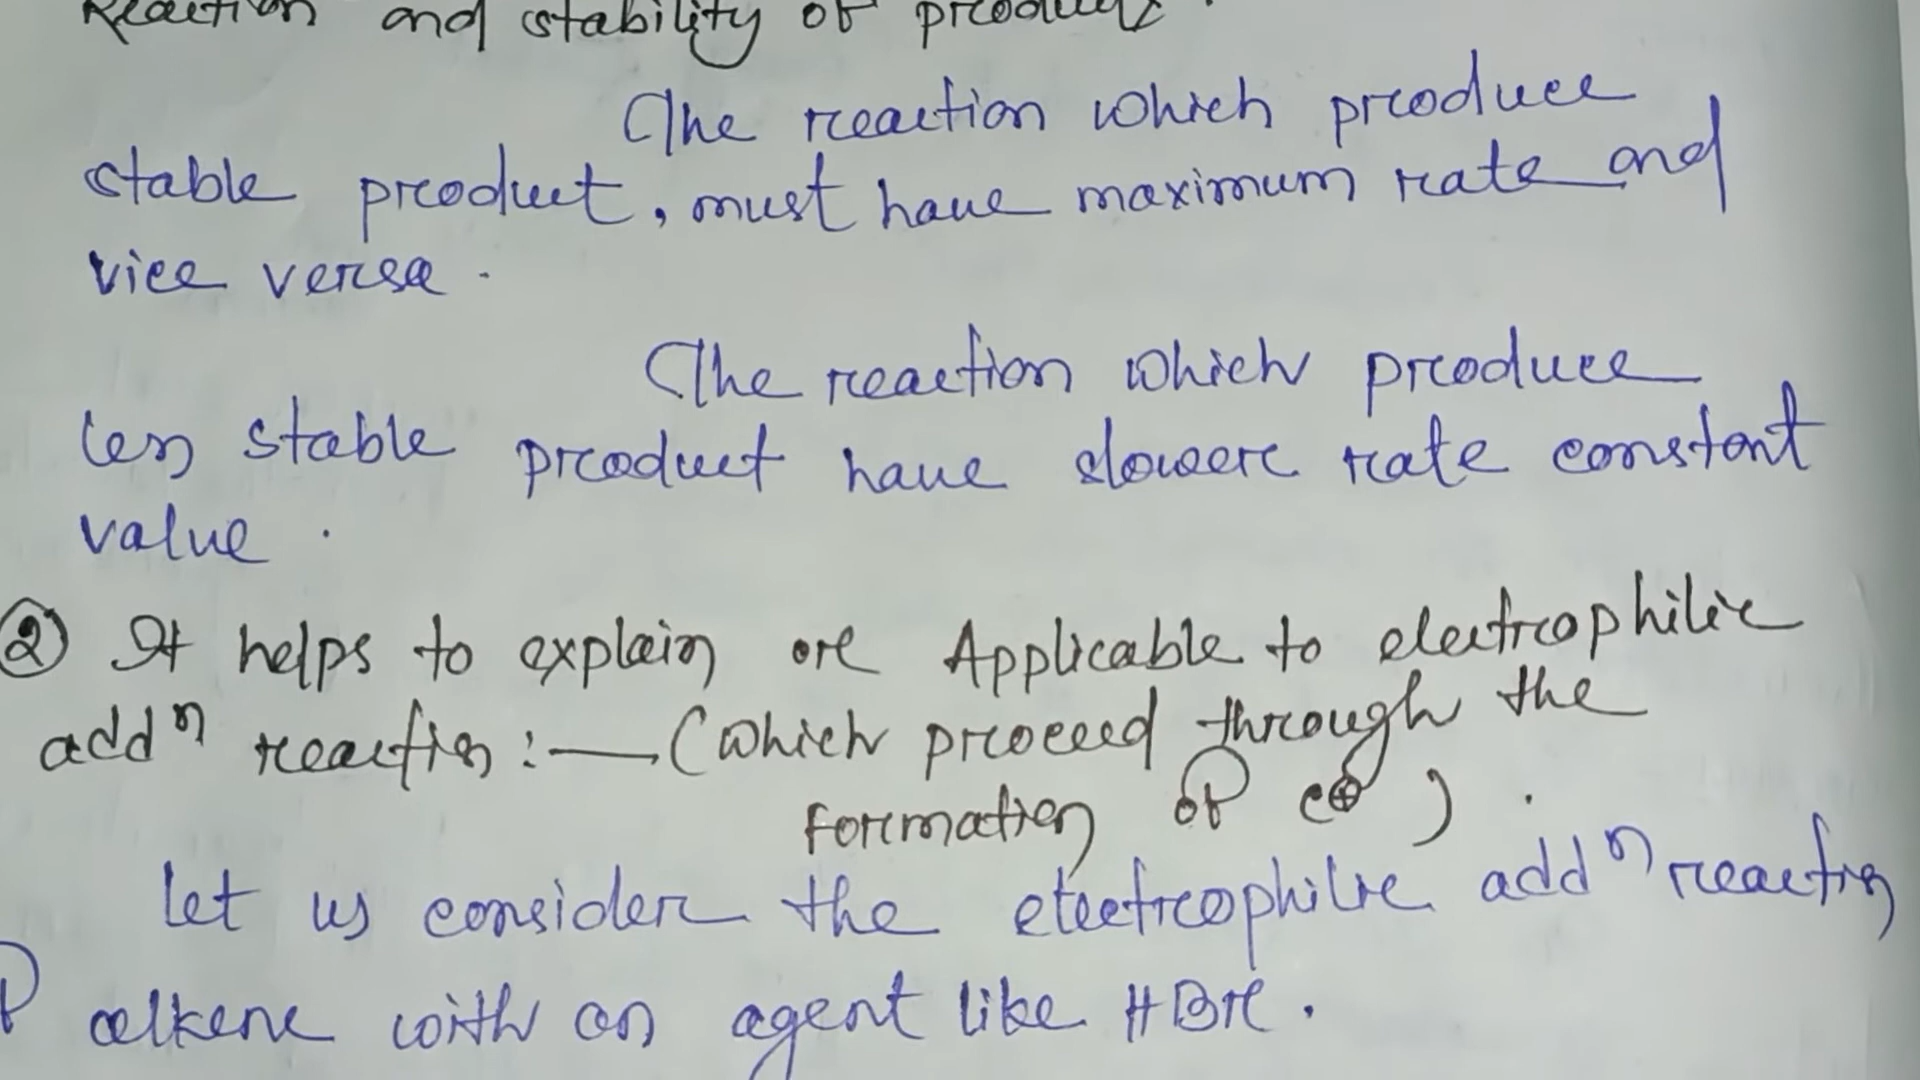 Reaction and stability of product.
The reaction which produce
stable product, must have maximum rate and
vice versa.
The reaction which produce
less stable product have slower rate constant
value.
② It helps to explain or Applicable to electrophilic
addⁿ reaction :— (which proceed through the
formation of c⊕).
let us consider the electrophilic addⁿ reaction
alkene with an agent like HBr.